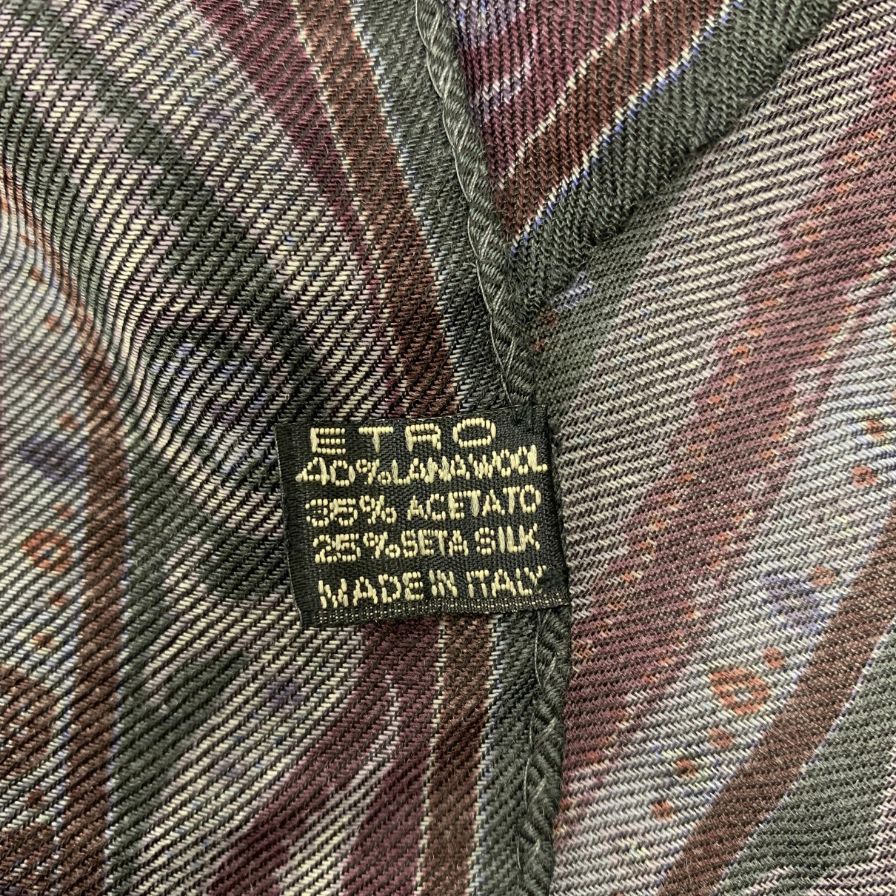 ETRO
40%LANA WOOL
35% ACETATO
25%SETA SILK
MADE IN ITALY